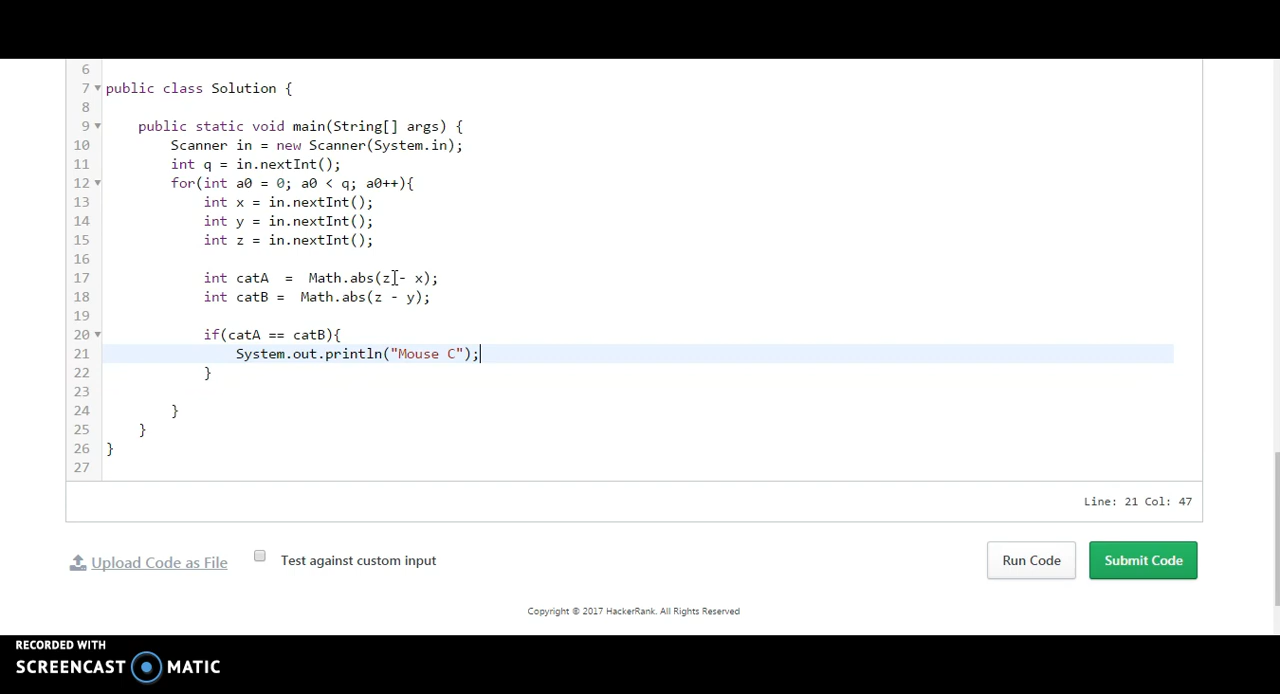 6
7 public class Solution {
8
9 public static void main(String[] args) {
10 Scanner in = new Scanner(System.in);
11 int q = in.nextInt();
12 for(int a0 = 0; a0 < q; a0++){
13 int x = in.nextInt();
14 int y = in.nextInt();
15 int z = in.nextInt();
16
17 int catA  =  Math.abs(z - x);
18 int catB =  Math.abs(z - y);
19
20 if(catA == catB){
21 System.out.println("Mouse C");
22 }
23
24 }
25 }
26 }
27
Line: 21 Col: 47
Upload Code as File Test against custom input Run Code Submit Code
Copyright © 2017 HackerRank. All Rights Reserved
RECORDED WITH
SCREENCAST MATIC